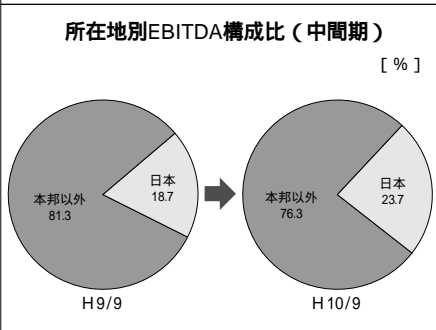 所在地別EBITDA構成比(中間期)
[%]
本邦以外
81.3
日本
18.7
本邦以外
76.3
日本
23.7
H9/9
H10/9